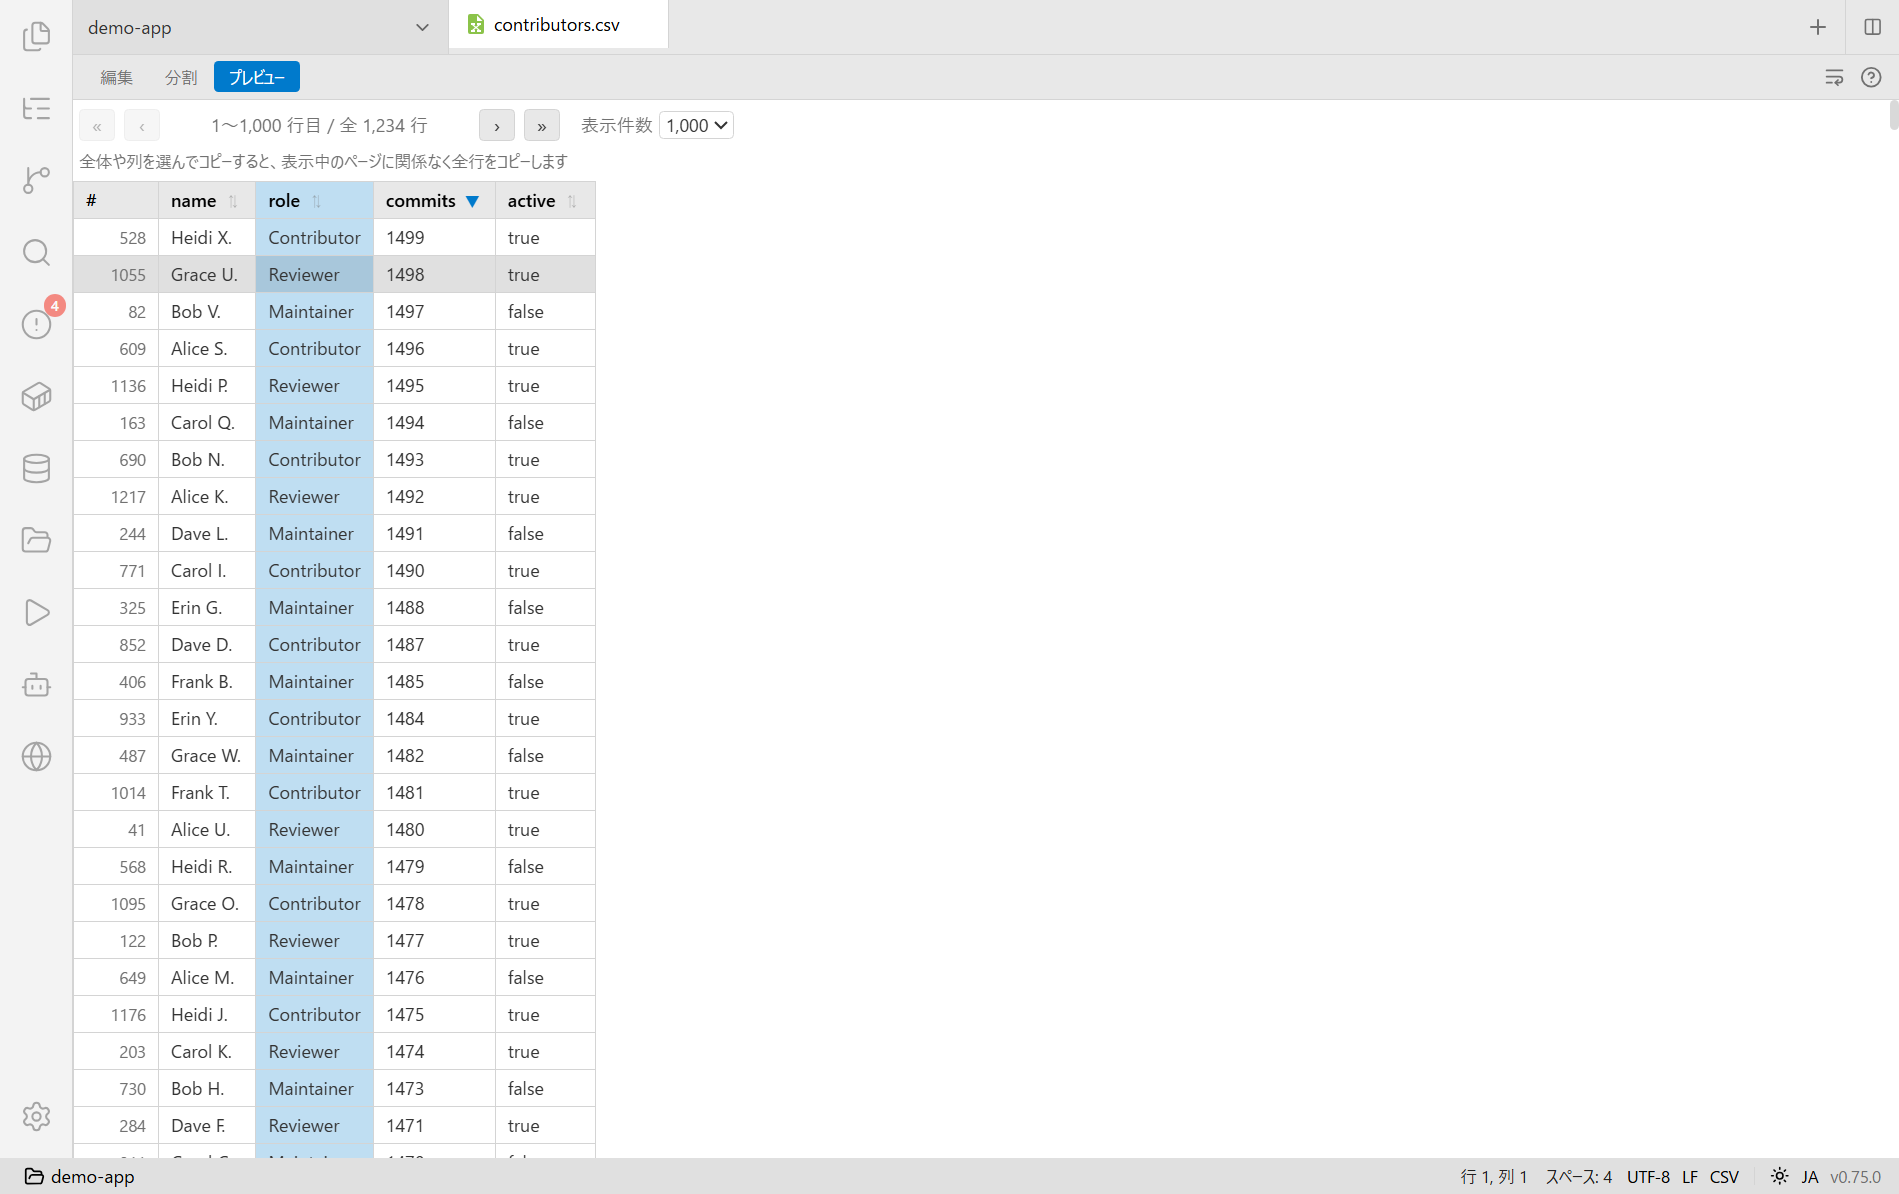 demo-app
contributors.csv
編集 分割 プレビュー
« ‹ 1～1,000 行目 / 全 1,234 行 › » 表示件数 1,000
全体や列を選んでコピーすると、表示中のページに関係なく全行をコピーします
# name role commits active
528 Heidi X. Contributor 1499 true
1055 Grace U. Reviewer 1498 true
82 Bob V. Maintainer 1497 false
4
609 Alice S. Contributor 1496 true
1136 Heidi P. Reviewer 1495 true
163 Carol Q. Maintainer 1494 false
690 Bob N. Contributor 1493 true
1217 Alice K. Reviewer 1492 true
244 Dave L. Maintainer 1491 false
771 Carol I. Contributor 1490 true
325 Erin G. Maintainer 1488 false
852 Dave D. Contributor 1487 true
406 Frank B. Maintainer 1485 false
933 Erin Y. Contributor 1484 true
487 Grace W. Maintainer 1482 false
1014 Frank T. Contributor 1481 true
41 Alice U. Reviewer 1480 true
568 Heidi R. Maintainer 1479 false
1095 Grace O. Contributor 1478 true
122 Bob P. Reviewer 1477 true
649 Alice M. Maintainer 1476 false
1176 Heidi J. Contributor 1475 true
203 Carol K. Reviewer 1474 true
730 Bob H. Maintainer 1473 false
284 Dave F. Reviewer 1471 true
demo-app 行 1, 列 1 スペース: 4 UTF-8 LF CSV JA v0.75.0